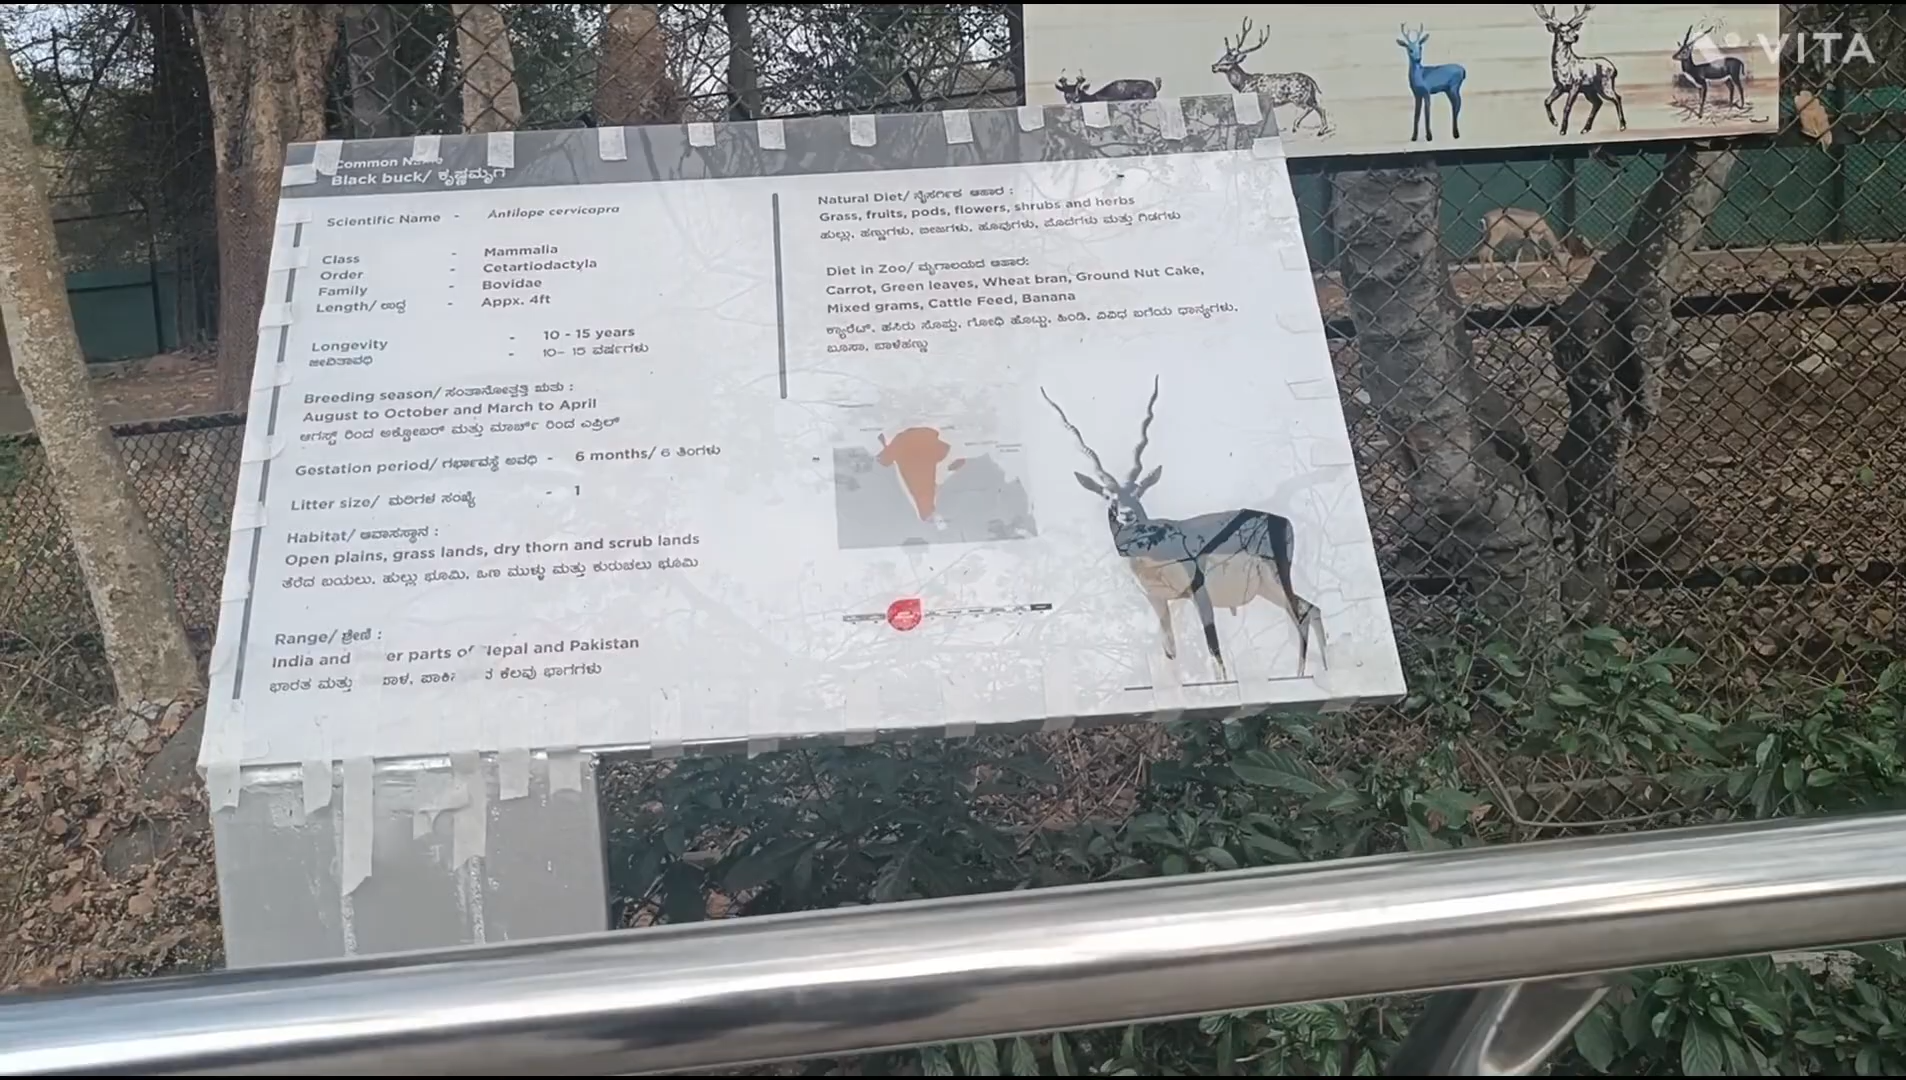 VITA
Common Name
Black buck/ ಕೃಷ್ಣಮೃಗ
Scientific Name - Antilope cervicapra
Class - Mammalia
Order - Cetartiodactyla
Family - Bovidae
Length/ ಉದ್ದ - Appx. 4ft
Longevity - 10 - 15 years
ಜೀವಿತಾವಧಿ - 10- 15 ವರ್ಷಗಳು
Breeding season/ ಸಂತಾನೋತ್ಪತ್ತಿ ಋತು :
August to October and March to April
ಆಗಸ್ಟ್ ರಿಂದ ಅಕ್ಟೋಬರ್ ಮತ್ತು ಮಾರ್ಚ್ ರಿಂದ ಎಪ್ರಿಲ್
Gestation period/ ಗರ್ಭಾವಸ್ಥೆ ಅವಧಿ - 6 months/ 6 ತಿಂಗಳು
Litter size/ ಮರಿಗಳ ಸಂಖ್ಯೆ - 1
Habitat/ ಆವಾಸಸ್ಥಾನ :
Open plains, grass lands, dry thorn and scrub lands
ತೆರೆದ ಬಯಲು, ಹುಲ್ಲು ಭೂಮಿ, ಒಣ ಮುಳ್ಳು ಮತ್ತು ಕುರುಚಲು ಭೂಮಿ
Range/ ಶ್ರೇಣಿ :
India and er parts of Nepal and Pakistan
ಭಾರತ ಮತ್ತು ಕೆಲವು ಭಾಗಗಳು
Natural Diet/ ನೈಸರ್ಗಿಕ ಆಹಾರ :
Grass, fruits, pods, flowers, shrubs and herbs
ಹುಲ್ಲು, ಹಣ್ಣುಗಳು, ಬೀಜಗಳು, ಹೂವುಗಳು, ಪೊದೆಗಳು ಮತ್ತು ಗಿಡಗಳು
Diet in Zoo/ ಮೃಗಾಲಯದ ಆಹಾರ:
Carrot, Green leaves, Wheat bran, Ground Nut Cake,
Mixed grams, Cattle Feed, Banana
ಕ್ಯಾರೆಟ್, ಹಸಿರು ಸೊಪ್ಪು, ಗೋಧಿ ಹೊಟ್ಟು, ಹಿಂಡಿ, ವಿವಿಧ ಬಗೆಯ ಧಾನ್ಯಗಳು,
ಬೂಸಾ, ಬಾಳೆಹಣ್ಣು